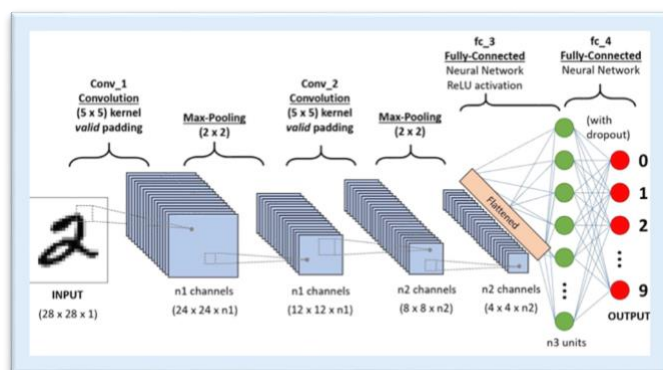 fc_3
Fully-Connected
Neural Network
ReLU activation
fc_4
Fully-Connected
Neural Network
Conv_1
Convolution
(5 x 5) kernel
valid padding
Max-Pooling
(2 x 2)
Conv_2
Convolution
(5 x 5) kernel
valid padding
Max-Pooling
(2 x 2)
(with
dropout)
Flattened
2
0
1
2
9
INPUT
(28 x 28 x 1)
n1 channels
(24 x 24 x n1)
n1 channels
(12 x 12 x n1)
n2 channels
(8 x 8 x n2)
n2 channels
(4 x 4 x n2)
OUTPUT
n3 units